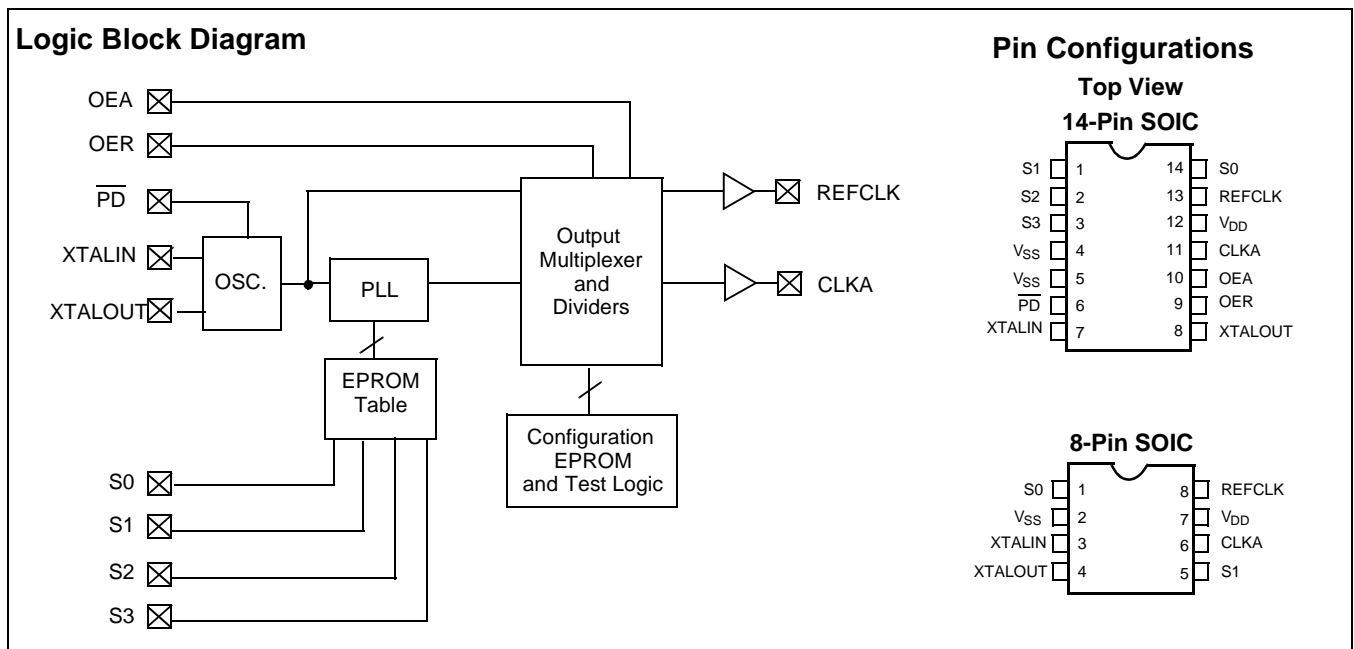 Logic Block Diagram
OEA
OER
PD
XTALIN
XTALOUT
OSC.
PLL
EPROM
Table
Output
Multiplexer
and
Dividers
Configuration
EPROM
and Test Logic
REFCLK
CLKA
S0
S1
S2
S3
Pin Configurations
Top View
14-Pin SOIC
S1 1 14 S0
S2 2 13 REFCLK
S3 3 12 VDD
VSS 4 11 CLKA
VSS 5 10 OEA
PD 6 9 OER
XTALIN 7 8 XTALOUT
8-Pin SOIC
S0 1 8 REFCLK
VSS 2 7 VDD
XTALIN 3 6 CLKA
XTALOUT 4 5 S1